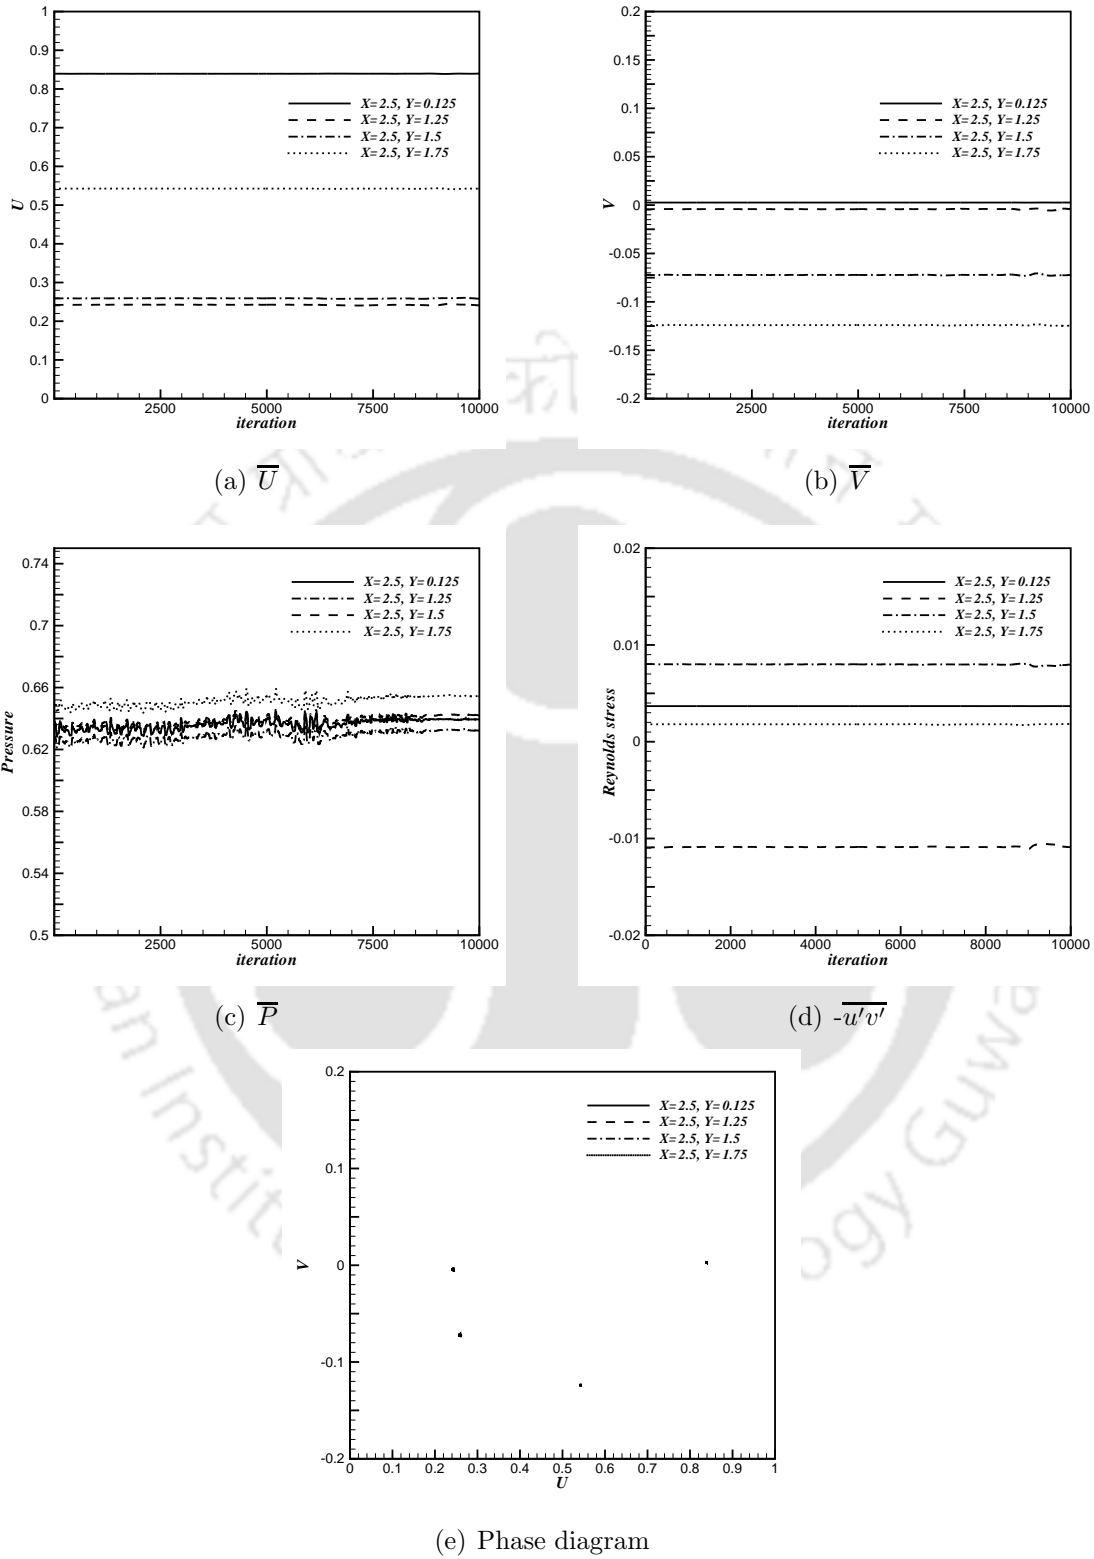 1
0.9
0.8
0.7
0.6
0.5
0.4
0.3
0.2
0.1
0
U
2500 5000 7500 10000
iteration
X=2.5, Y=0.125
X=2.5, Y=1.25
X=2.5, Y=1.5
X=2.5, Y=1.75
(a) U
0.2
0.15
0.1
0.05
0
-0.05
-0.1
-0.15
-0.2
V
2500 5000 7500 10000
iteration
X=2.5, Y=0.125
X=2.5, Y=1.25
X=2.5, Y=1.5
X=2.5, Y=1.75
(b) V
0.74
0.7
0.66
0.62
0.58
0.54
0.5
Pressure
2500 5000 7500 10000
iteration
X=2.5, Y=0.125
X=2.5, Y=1.25
X=2.5, Y=1.5
X=2.5, Y=1.75
(c) P
0.02
0.01
0
-0.01
-0.02
Reynolds stress
0 2000 4000 6000 8000 10000
iteration
X=2.5, Y=0.125
X=2.5, Y=1.25
X=2.5, Y=1.5
X=2.5, Y=1.75
(d) -u'v'
0.2
0.1
0
-0.1
-0.2
V
0 0.1 0.2 0.3 0.4 0.5 0.6 0.7 0.8 0.9 1
U
X=2.5, Y=0.125
X=2.5, Y=1.25
X=2.5, Y=1.5
X=2.5, Y=1.75
(e) Phase diagram